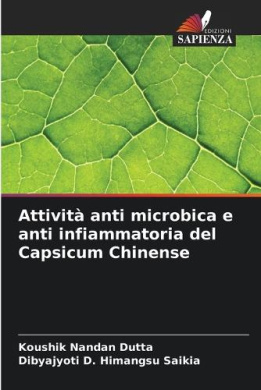 EDIZIONI
SAPIENZA
Attività anti microbica e
anti infiammatoria del
Capsicum Chinense
Koushik Nandan Dutta
Dibyajyoti D. Himangsu Saikia